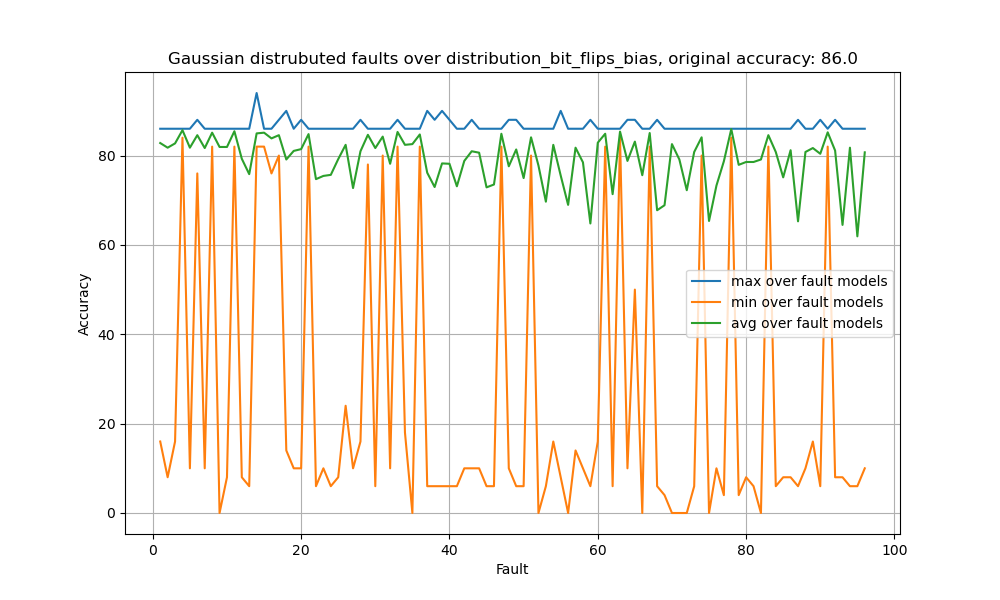 Gaussian distrubuted faults over distribution_bit_flips_bias, original accuracy: 86.0
Accuracy
80
60
40
20
0
max over fault models
min over fault models
avg over fault models
0 20 40 60 80 100
Fault